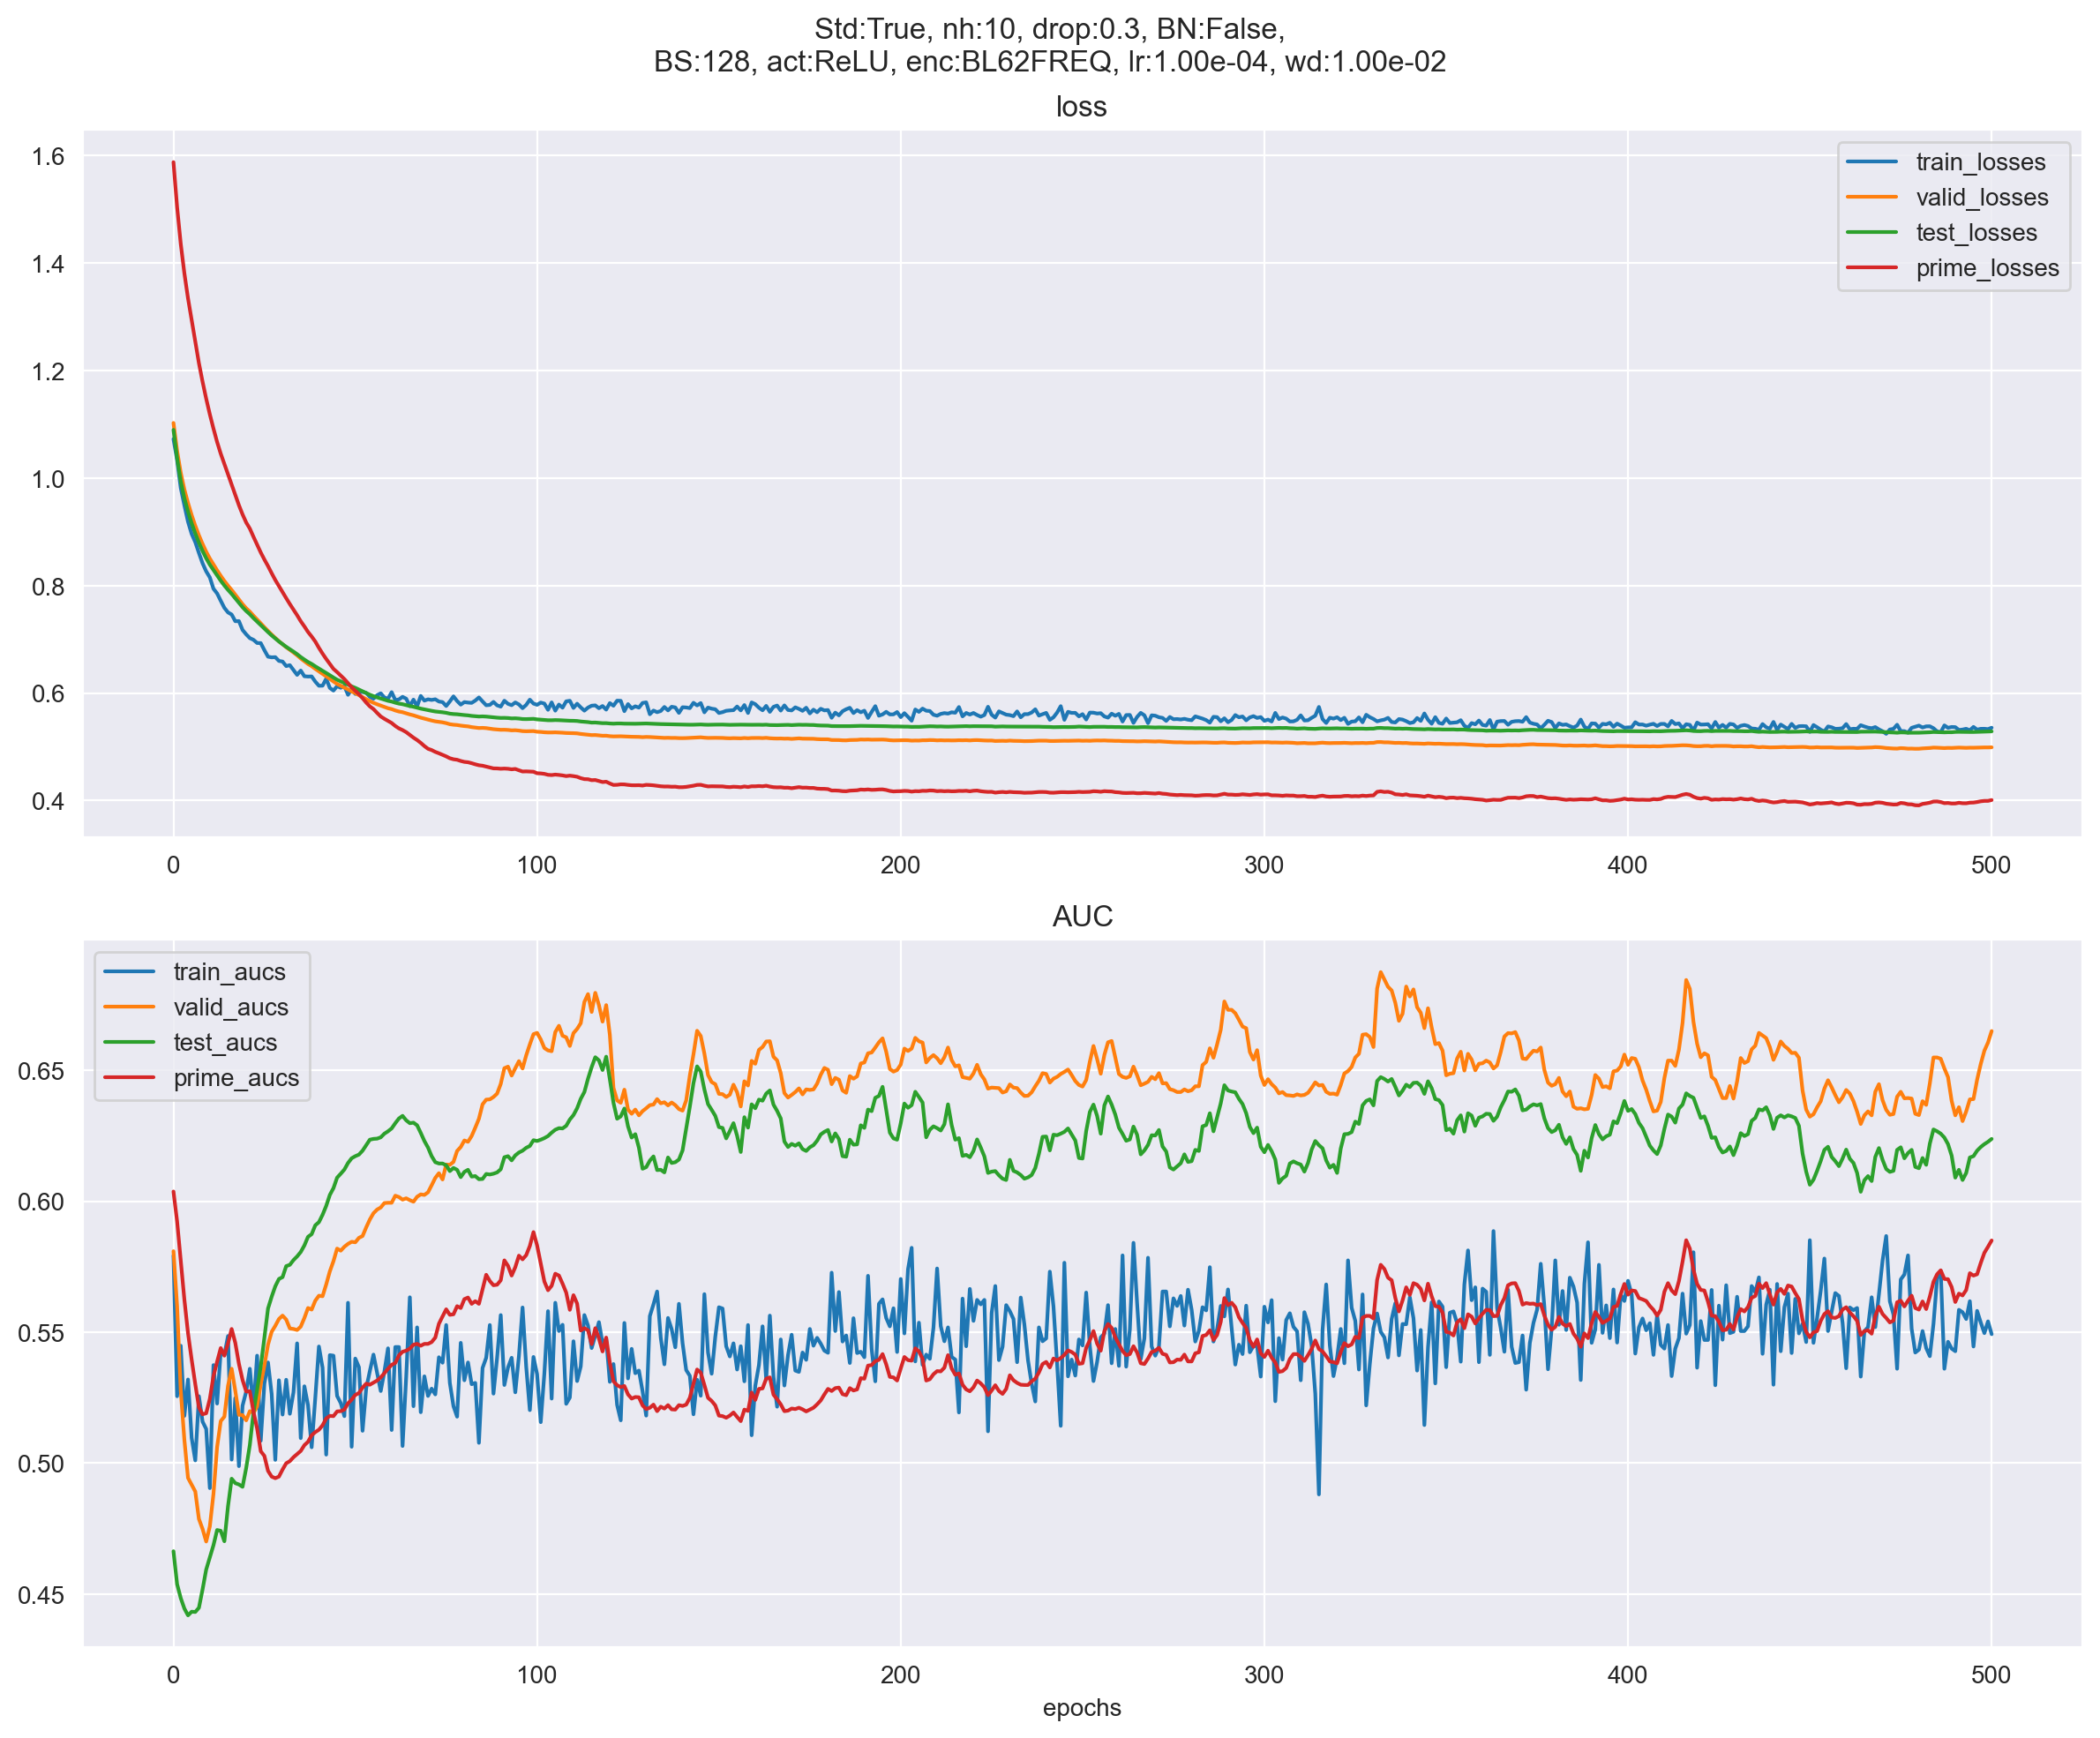 Std:True, nh:10, drop:0.3, BN:False,
BS:128, act:ReLU, enc:BL62FREQ, lr:1.00e-04, wd:1.00e-02
loss
1.6
1.4
1.2
1.0
0.8
0.6
0.4
train_losses
valid_losses
test_losses
prime_losses
0 100 200 300 400 500
AUC
0.65
0.60
0.55
0.50
0.45
train_aucs
valid_aucs
test_aucs
prime_aucs
0 100 200 300 400 500
epochs